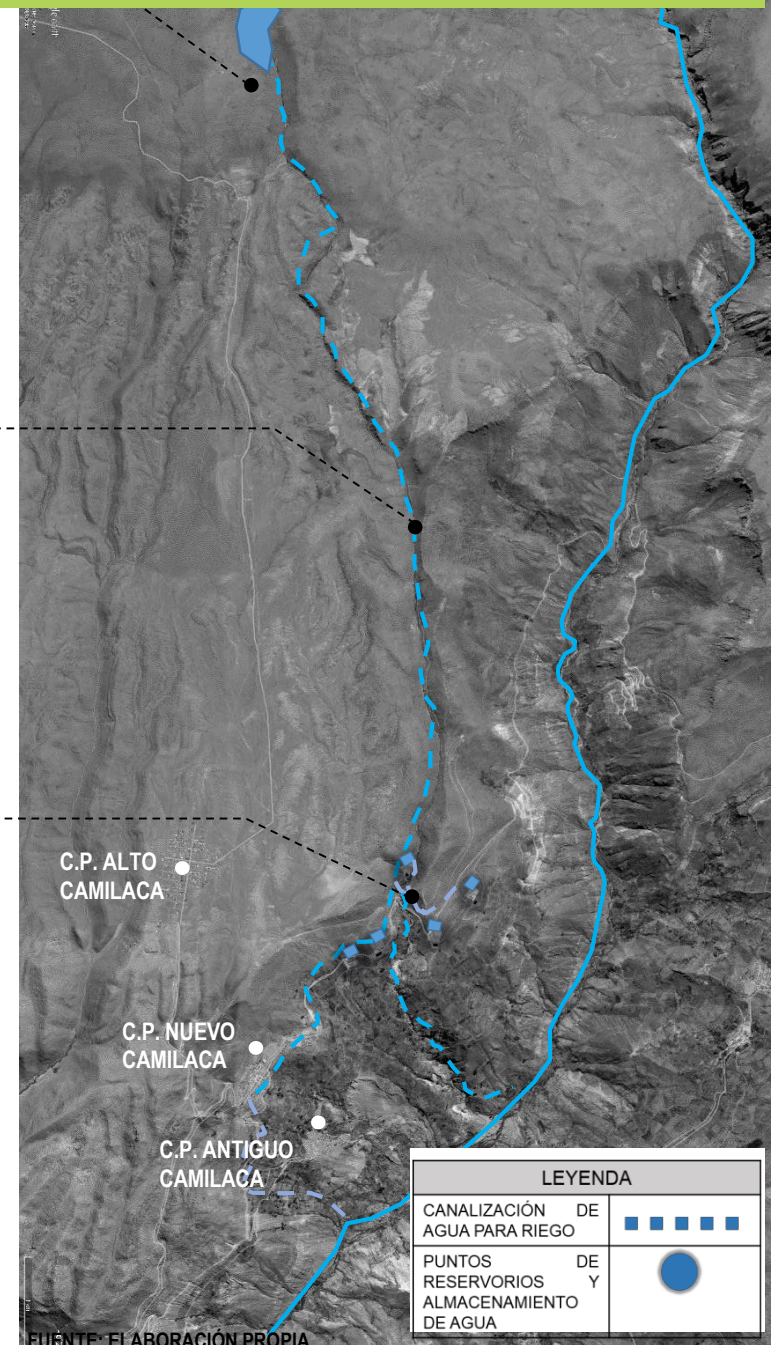 C.P. ALTO
CAMILACA
C.P. NUEVO
CAMILACA
C.P. ANTIGUO
CAMILACA
LEYENDA
CANALIZACIÓN DE
AGUA PARA RIEGO
PUNTOS DE
RESERVORIOS Y
ALMACENAMIENTO
DE AGUA
FUENTE: ELABORACIÓN PROPIA